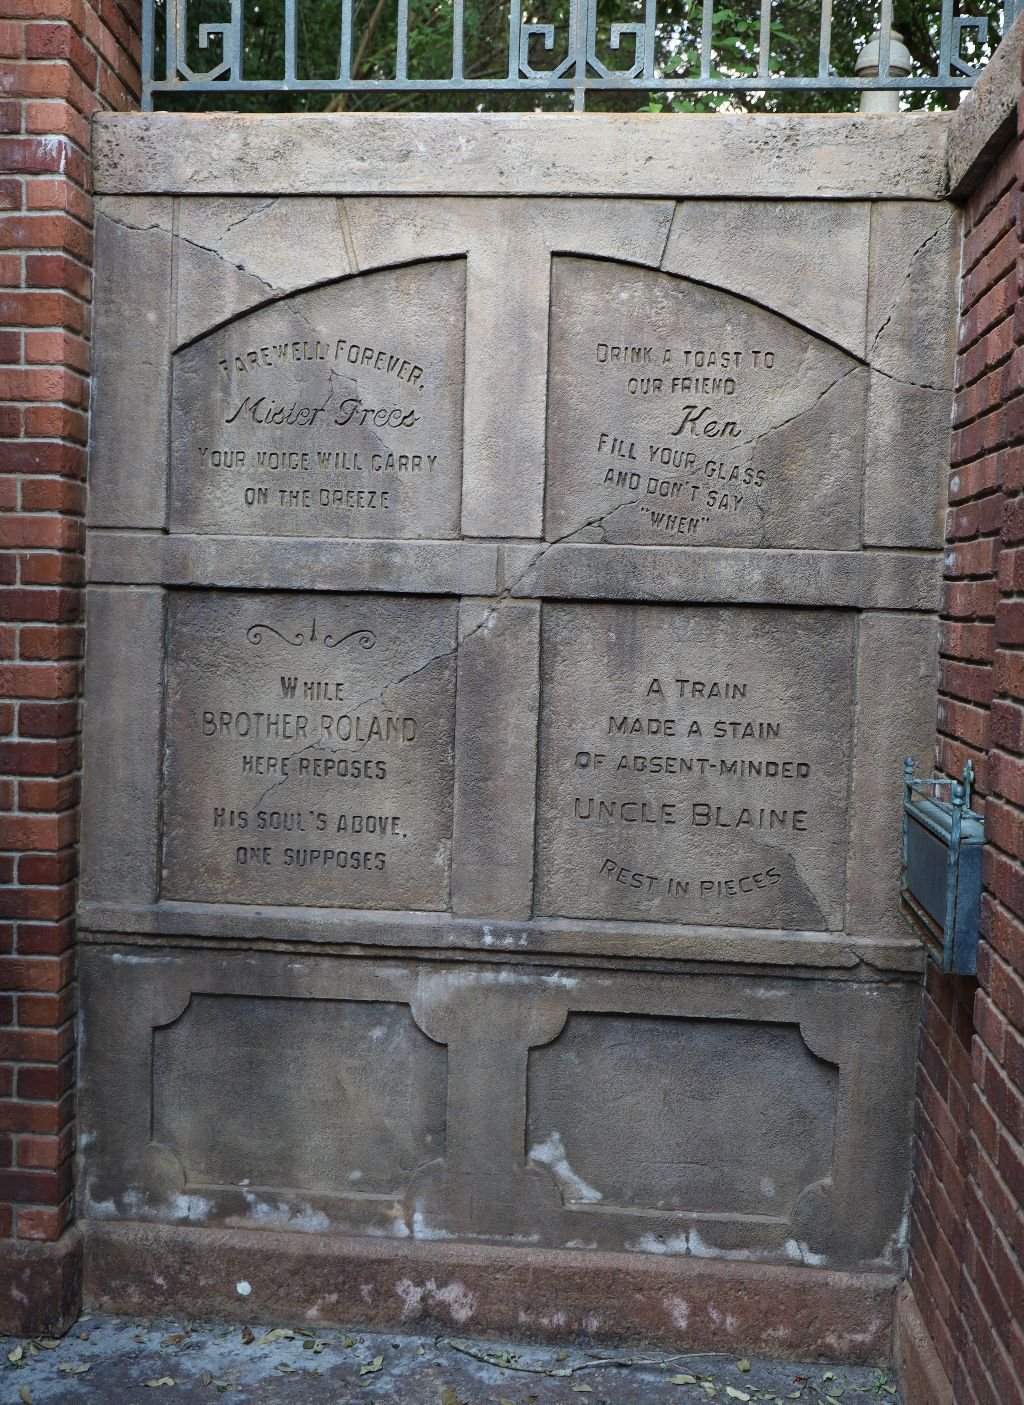 FAREWELL FOREVER,
Mister Frees
YOUR VOICE WILL CARRY
ON THE BREEZE
DRINK A TOAST TO
OUR FRIEND
Ken
FILL YOUR GLASS
AND DON'T SAY
"WHEN"
WHILE
BROTHER ROLAND
HERE REPOSES
HIS SOUL'S ABOVE,
ONE SUPPOSES
A TRAIN
MADE A STAIN
OF ABSENT-MINDED
UNCLE BLAINE
REST IN PIECES